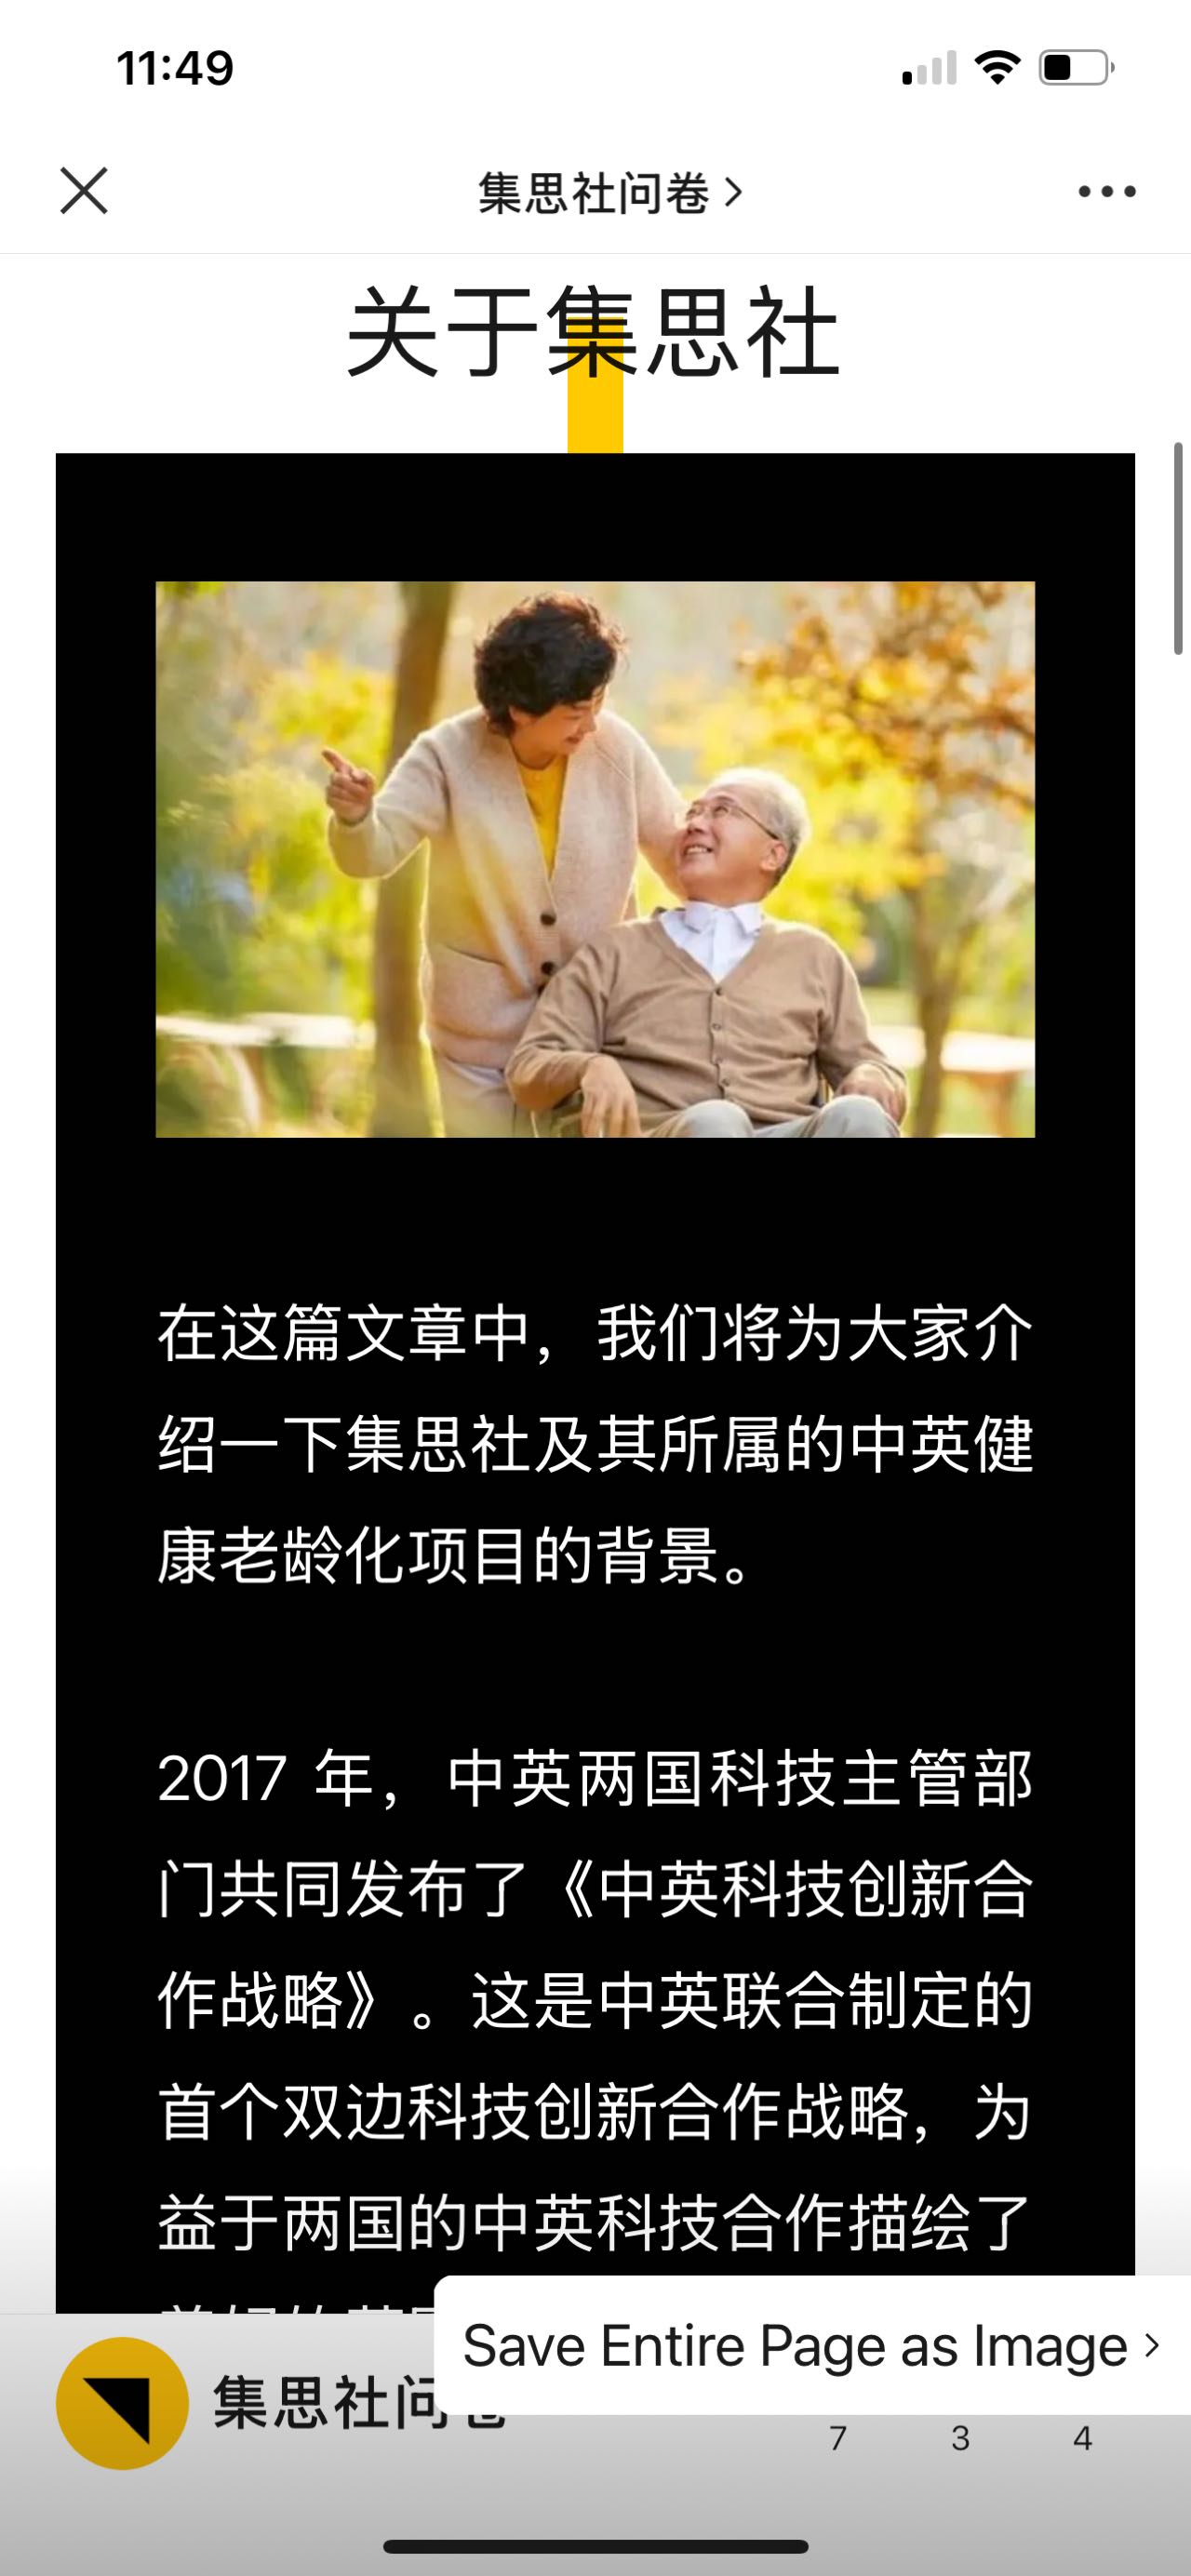 11:49
集思社问卷
关于集思社
在这篇文章中，我们将为大家介
绍一下集思社及其所属的中英健
康老龄化项目的背景。
2017 年，中英两国科技主管部
门共同发布了《中英科技创新合
作战略》。这是中英联合制定的
首个双边科技创新合作战略，为
益于两国的中英科技合作描绘了
Save Entire Page as Image
集思社问
7 3 4